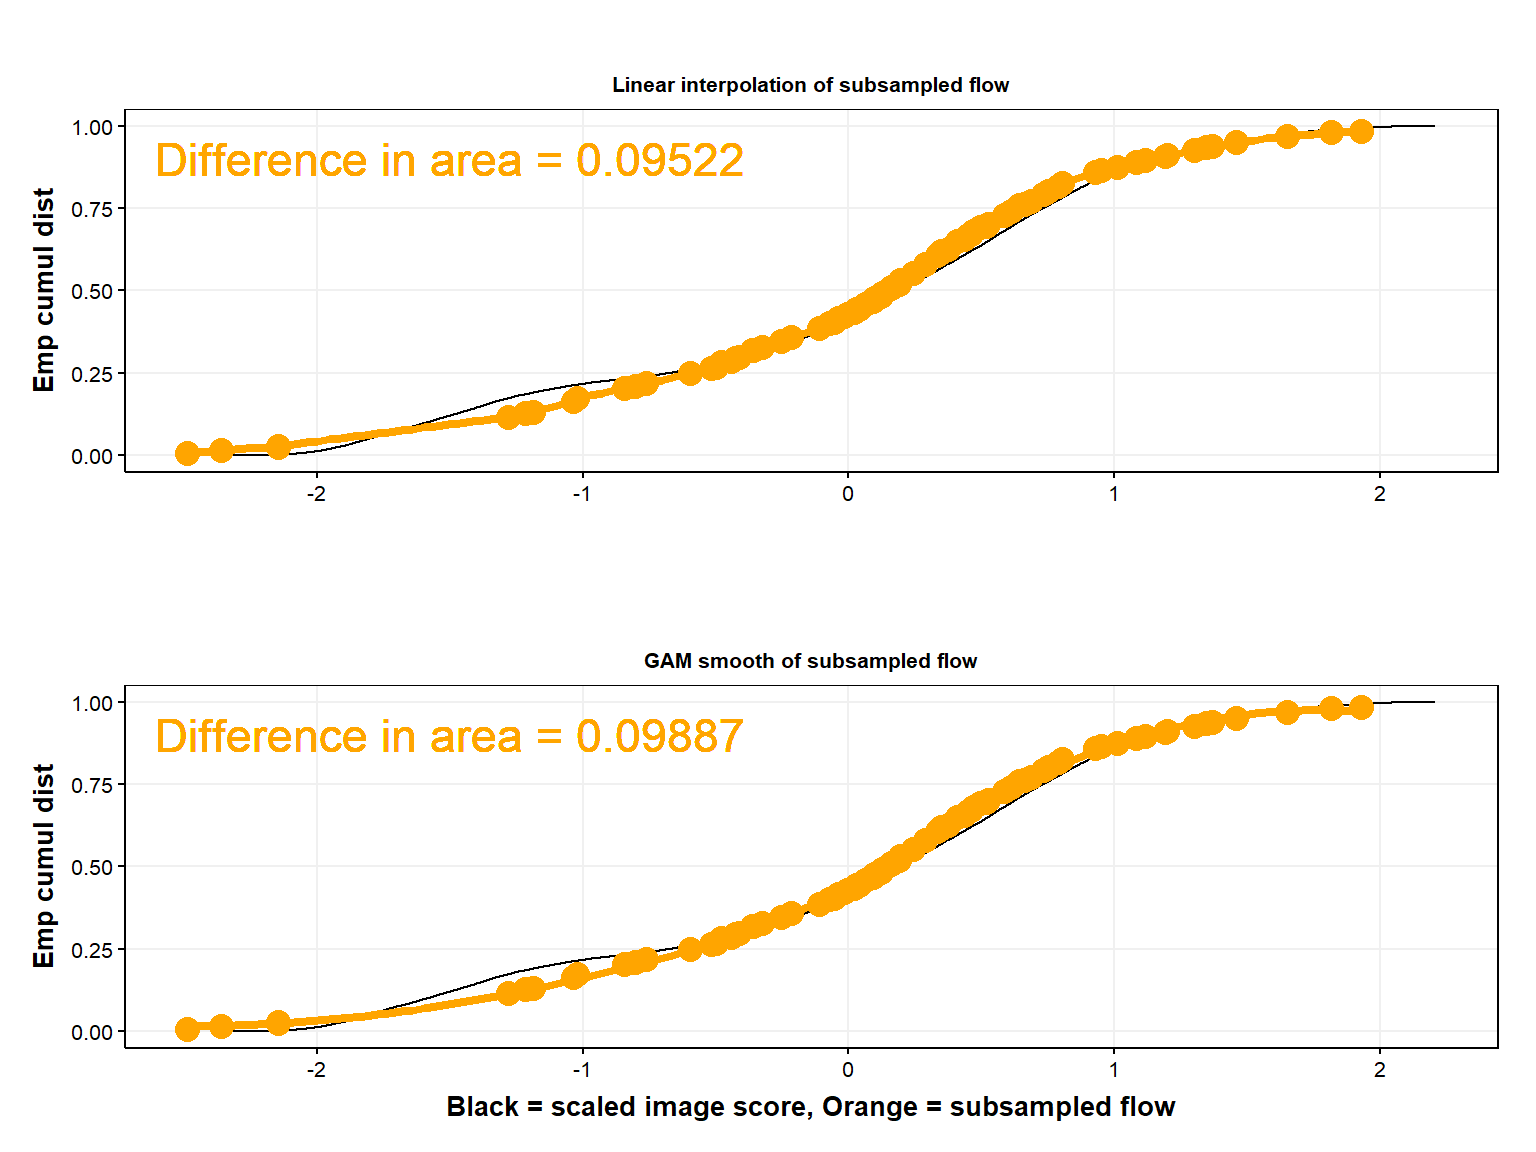 Linear interpolation of subsampled flow
Difference in area = 0.09522
Emp cumul dist
1.00
0.75
0.50
0.25
0.00
-2
-1
0
1
2
GAM smooth of subsampled flow
Difference in area = 0.09887
Emp cumul dist
1.00
0.75
0.50
0.25
0.00
-2
-1
0
1
2
Black = scaled image score, Orange = subsampled flow